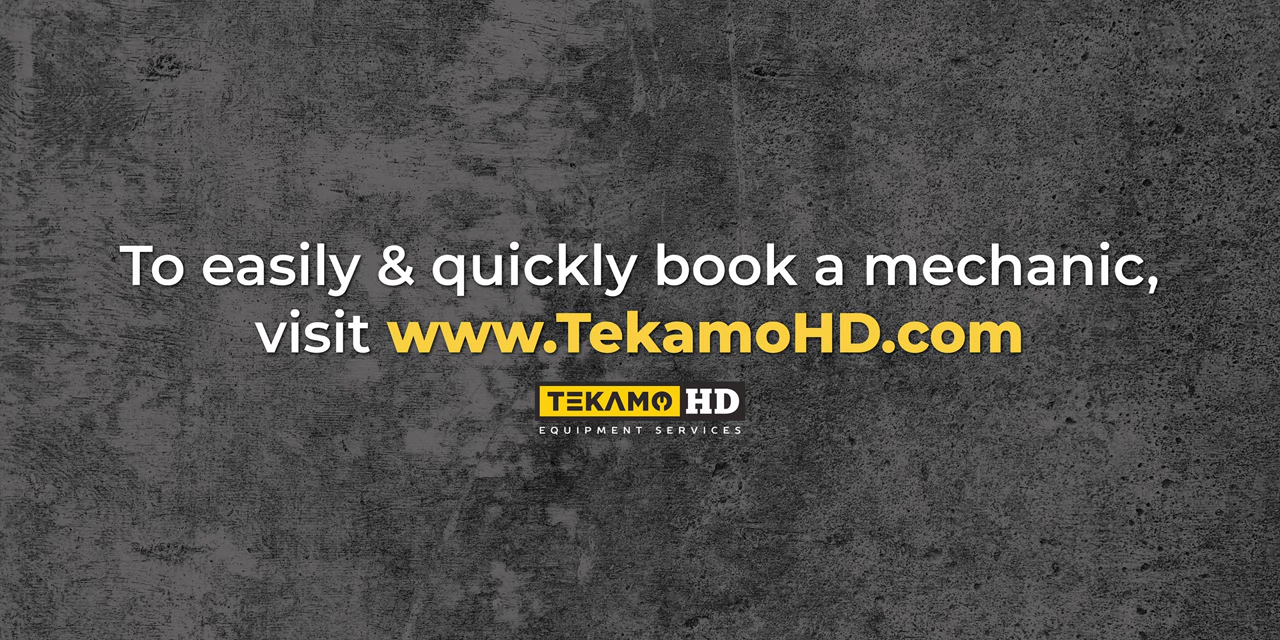 To easily & quickly book a mechanic,
visit www.TekamoHD.com
TEKAMO HD
EQUIPMENT SERVICES